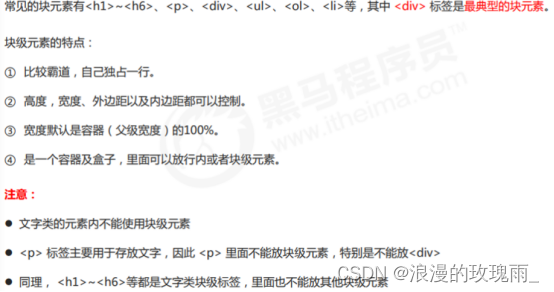 常见的块元素有<h1>~<h6>、<p>、<div>、<ul>、<ol>、<li>等，其中 <div> 标签是最典型的块元素。
块级元素的特点：
① 比较霸道，自己独占一行。
② 高度，宽度、外边距以及内边距都可以控制。
③ 宽度默认是容器（父级宽度）的100%。
④ 是一个容器及盒子，里面可以放行内或者块级元素。
黑马程序员
www.itheima.com
注意：
● 文字类的元素内不能使用块级元素
● <p> 标签主要用于存放文字，因此 <p> 里面不能放块级元素，特别是不能放<div>
● 同理， <h1>~<h6>等都是文字类块级标签，里面也不能放其他块级元素
CSDN @浪漫的玫瑰雨_